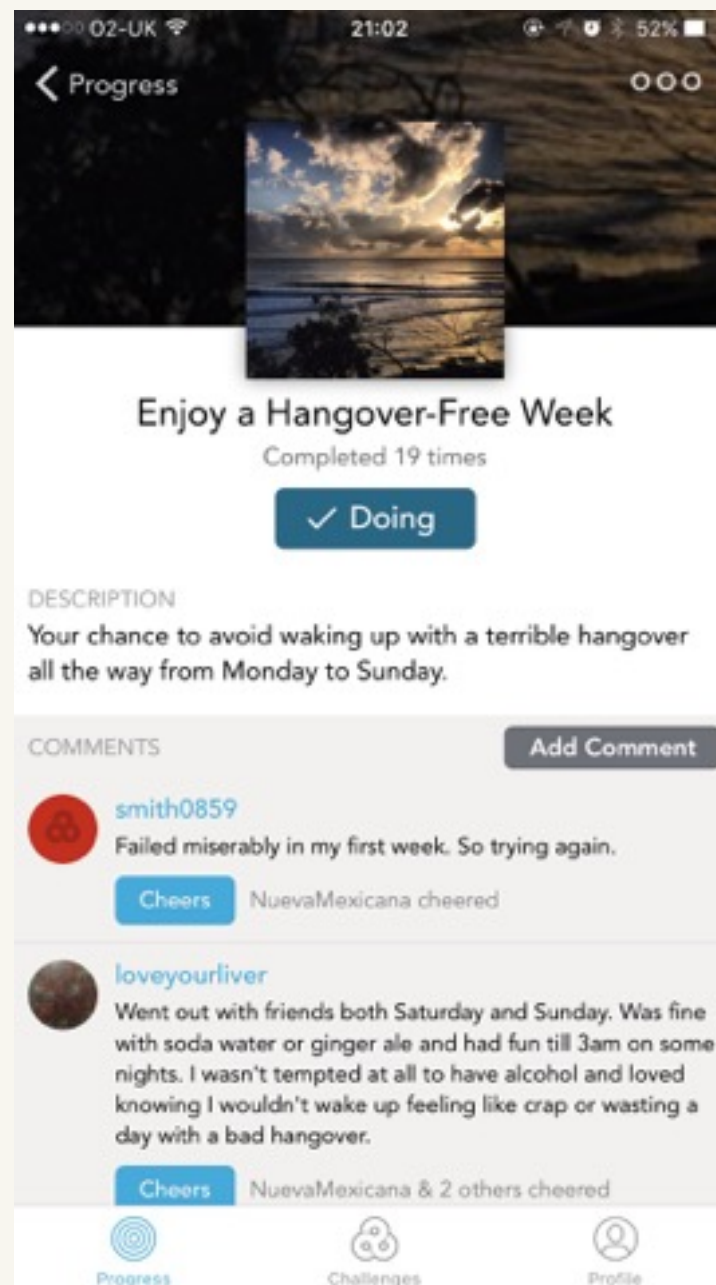 O2-UK 21:02 52%
Progress
Enjoy a Hangover-Free Week
Completed 19 times
Doing
DESCRIPTION
Your chance to avoid waking up with a terrible hangover
all the way from Monday to Sunday.
COMMENTS Add Comment
smith0859
Failed miserably in my first week. So trying again.
Cheers NuevaMexicana cheered
loveyourliver
Went out with friends both Saturday and Sunday. Was fine
with soda water or ginger ale and had fun till 3am on some
nights. I wasn't tempted at all to have alcohol and loved
knowing I wouldn't wake up feeling like crap or wasting a
day with a bad hangover.
Cheers NuevaMexicana & 2 others cheered
Progress Challenges Profile